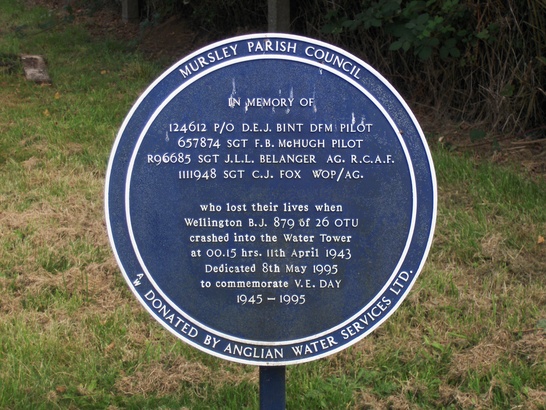 MURSLEY PARISH COUNCIL
IN MEMORY OF
124612 P/O D.E.J. BINT DFM PILOT
657874 SGT F.B. McHUGH PILOT
R96685 SGT J.L.L. BELANGER AG. R.C.A.F.
1111948 SGT C.J. FOX WOP/AG.
who lost their lives when
Wellington B.J. 879 of 26 OTU
crashed into the Water Tower
at 00.15 hrs. 11th April 1943
Dedicated 8th May 1995
to commemorate V.E. DAY
1945 – 1995
AW DONATED BY ANGLIAN WATER SERVICES LTD.